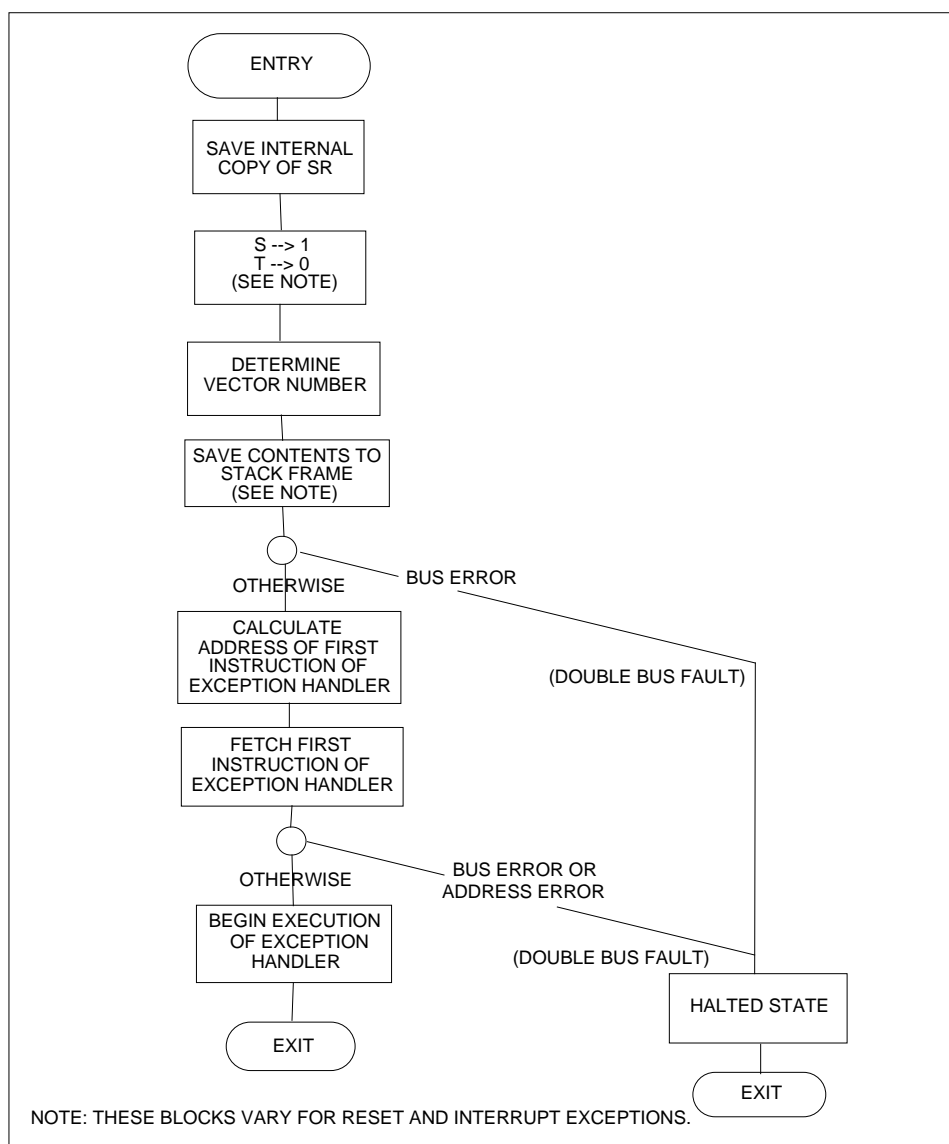 ENTRY
SAVE INTERNAL
COPY OF SR
S --> 1
T --> 0
(SEE NOTE)
DETERMINE
VECTOR NUMBER
SAVE CONTENTS TO
STACK FRAME
(SEE NOTE)
OTHERWISE
BUS ERROR
CALCULATE
ADDRESS OF FIRST
INSTRUCTION OF
EXCEPTION HANDLER
(DOUBLE BUS FAULT)
FETCH FIRST
INSTRUCTION OF
EXCEPTION HANDLER
OTHERWISE
BUS ERROR OR
ADDRESS ERROR
BEGIN EXECUTION
OF EXCEPTION
HANDLER
(DOUBLE BUS FAULT)
HALTED STATE
EXIT
EXIT
NOTE: THESE BLOCKS VARY FOR RESET AND INTERRUPT EXCEPTIONS.